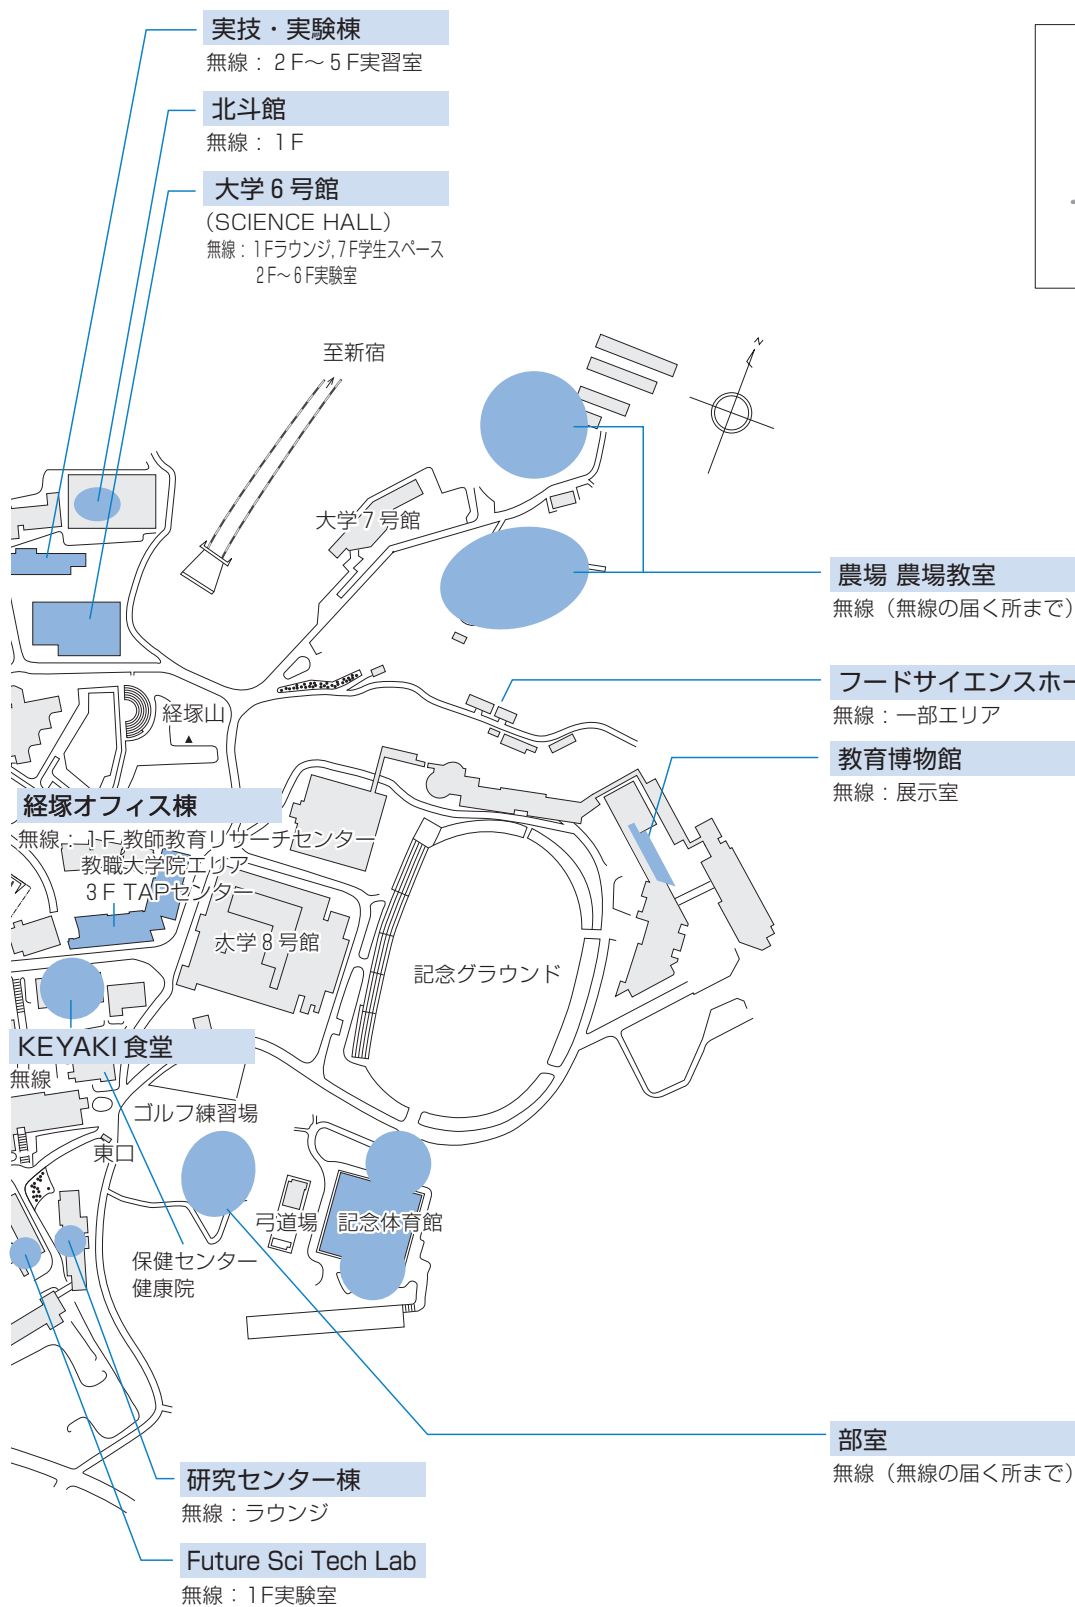 実技・実験棟
無線：2F～5F実習室
北斗館
無線：1F
大学6号館
(SCIENCE HALL)
無線：1Fラウンジ,7F学生スペース
2F～6F実験室
至新宿
N
大学7号館
農場 農場教室
無線（無線の届く所まで）
フードサイエンスホー
無線：一部エリア
経塚山
教育博物館
無線：展示室
経塚オフィス棟
無線：1F 教師教育リサーチセンター
教職大学院エリア
3F TAPセンター
大学8号館
記念グラウンド
KEYAKI 食堂
無線
ゴルフ練習場
東口
弓道場
記念体育館
保健センター
健康院
部室
無線（無線の届く所まで）
研究センター棟
無線：ラウンジ
Future Sci Tech Lab
無線：1F実験室